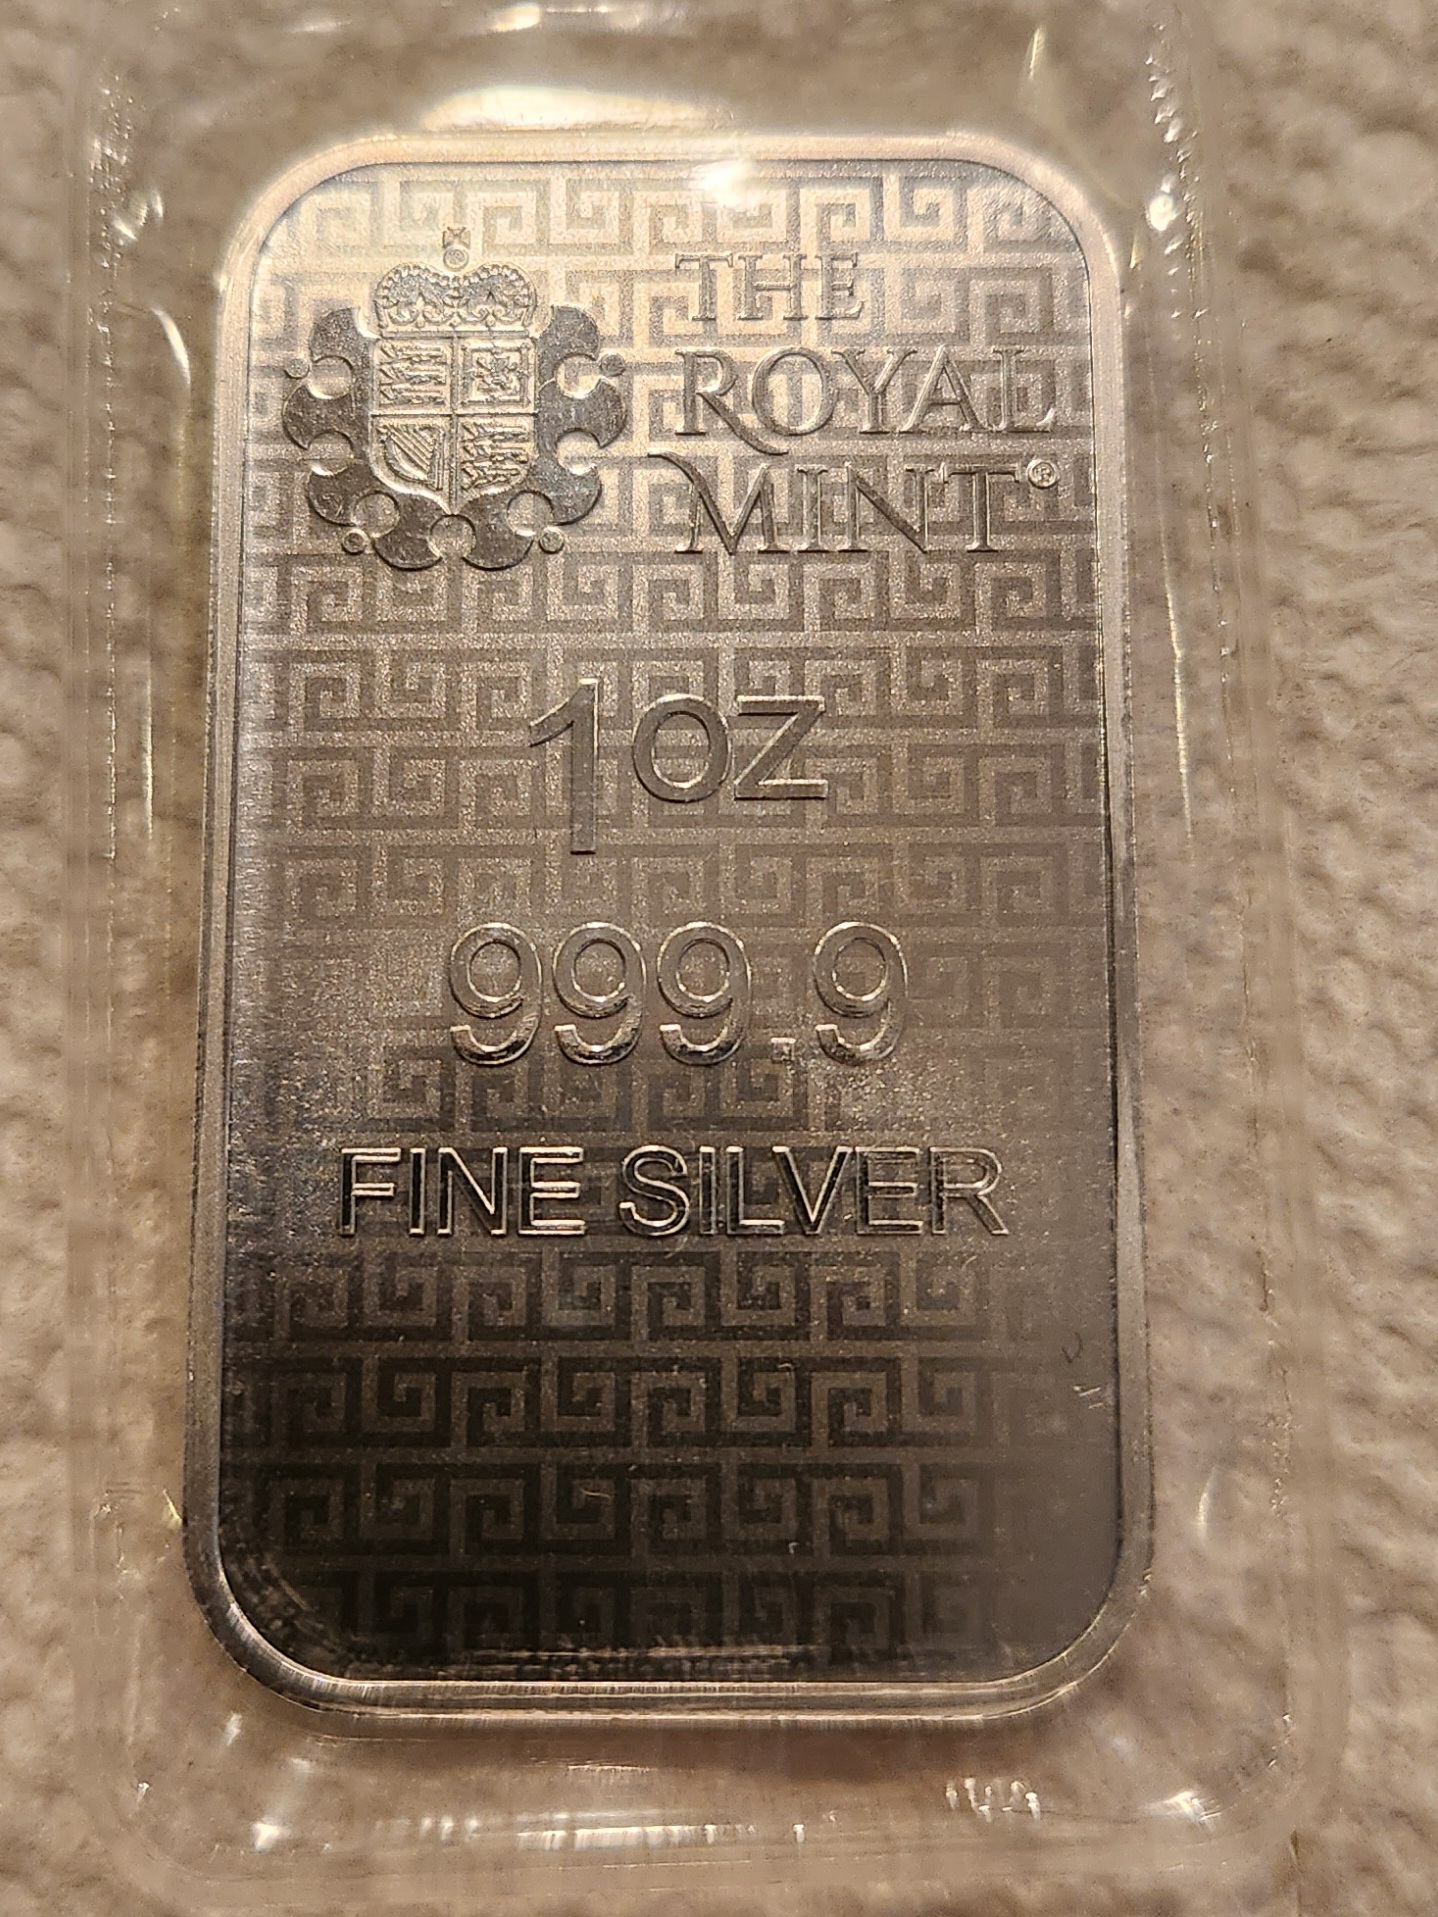 THE
ROYAL
MINT®
1OZ
999.9
FINE SILVER